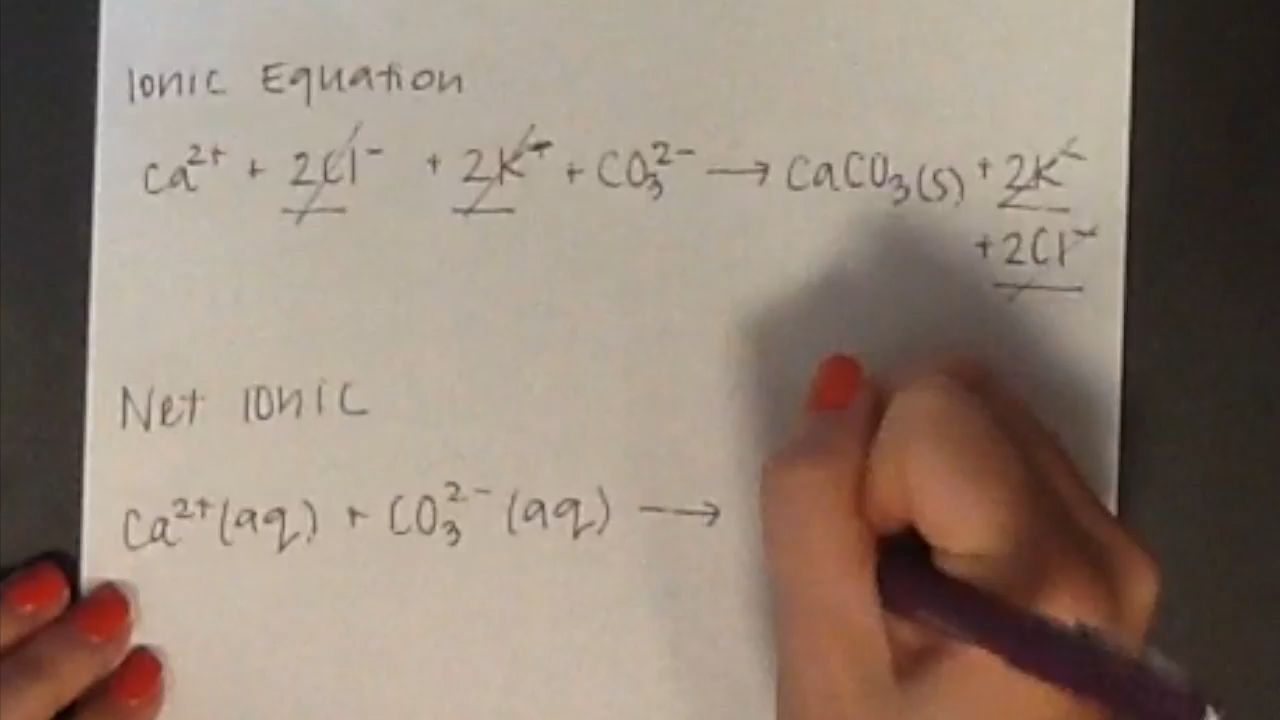 Ionic Equation
Ca²⁺ + 2Cl⁻ + 2K⁺ + CO₃²⁻ → CaCO₃(s) + 2K⁺
+ 2Cl⁻
Net Ionic
Ca²⁺(aq) + CO₃²⁻(aq) →